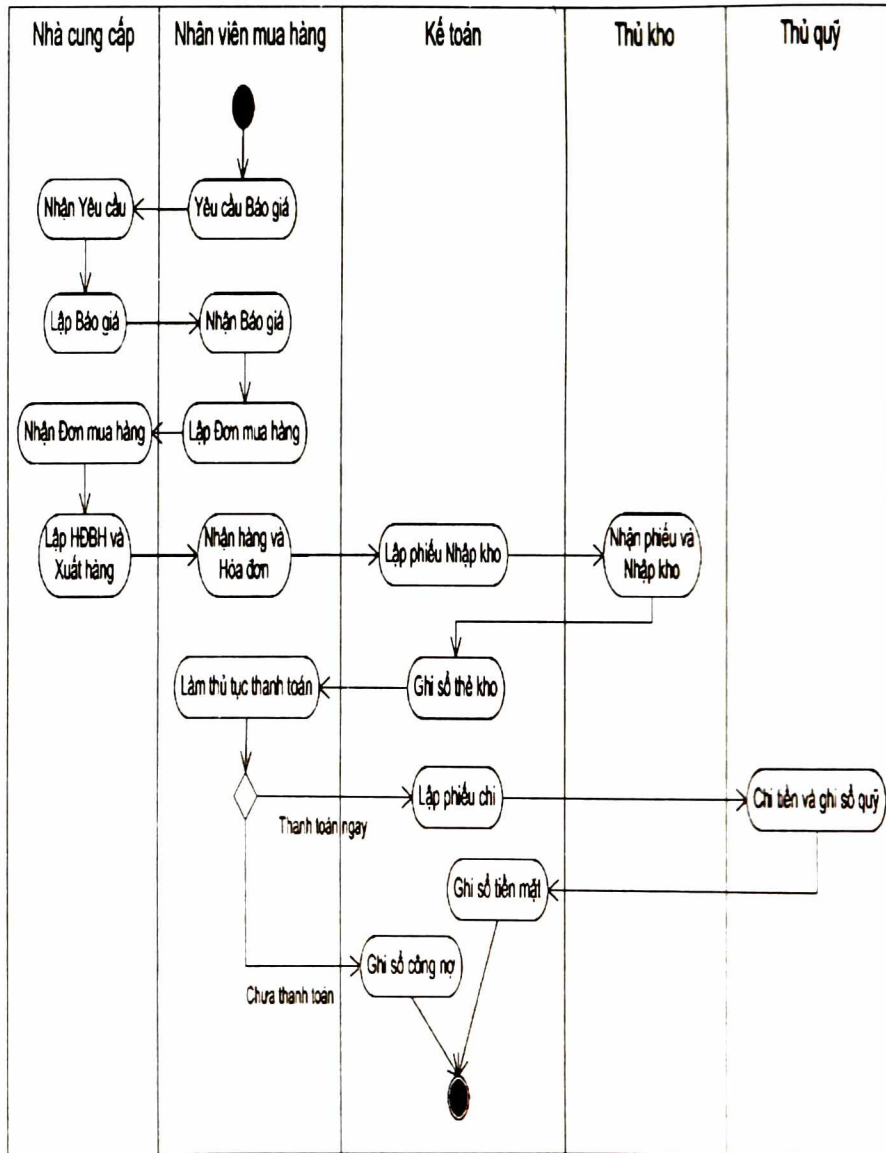 Nhà cung cấp
Nhân viên mua hàng
Kế toán
Thủ kho
Thủ quỹ
Nhận Yêu cầu
Yêu cầu Báo giá
Lập Báo giá
Nhận Báo giá
Nhận Đơn mua hàng
Lập Đơn mua hàng
Lập HĐBH và
Xuất hàng
Nhận hàng và
Hóa đơn
Lập phiếu Nhập kho
Nhận phiếu và
Nhập kho
Làm thủ tục thanh toán
Ghi sổ thẻ kho
Lập phiếu chi
Chi tiền và ghi sổ quỹ
Thanh toán ngay
Ghi sổ tiền mặt
Ghi sổ công nợ
Chưa thanh toán